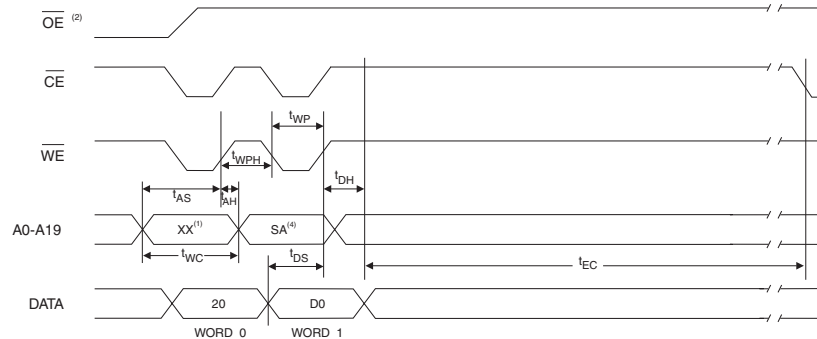 OE (2)
CE
tWP
WE
tWPH
tDH
tAS
tAH
A0-A19
XX(1)
SA(4)
tWC
tDS
tEC
DATA
20
D0
WORD 0
WORD 1